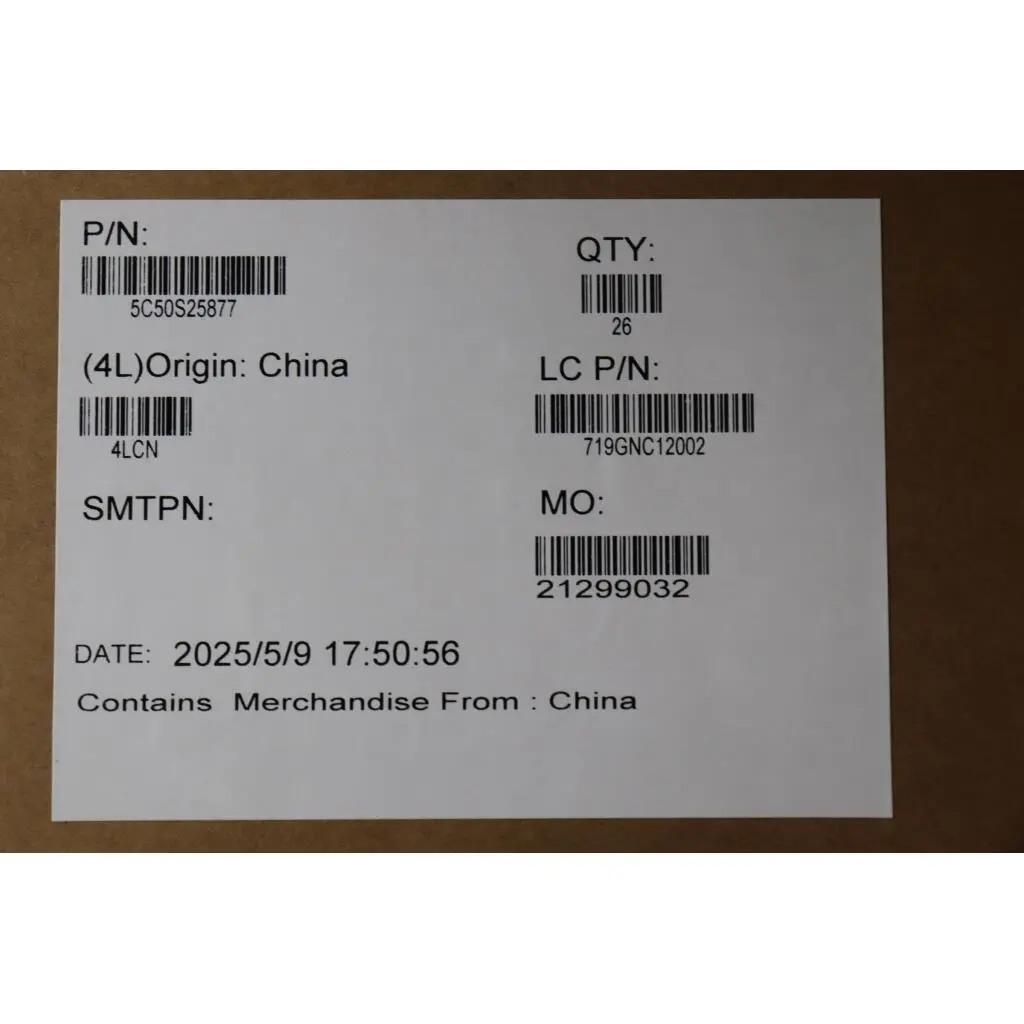 P/N:
5C50S25877
QTY:
26
(4L)Origin: China
4LCN
LC P/N:
719GNC12002
SMTPN:
MO:
21299032
DATE: 2025/5/9 17:50:56
Contains Merchandise From : China